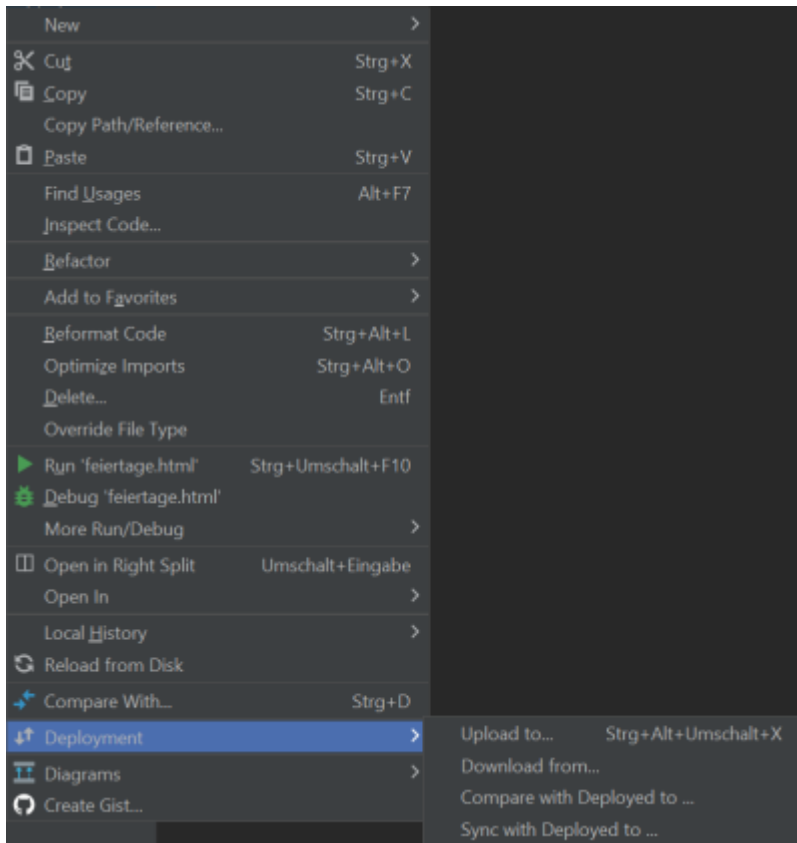 New
Cut Strg+X
Copy Strg+C
Copy Path/Reference...
Paste Strg+V
Find Usages Alt+F7
Inspect Code...
Refactor
Add to Favorites
Reformat Code Strg+Alt+L
Optimize Imports Strg+Alt+O
Delete... Entf
Override File Type
Run 'feiertage.html' Strg+Umschalt+F10
Debug 'feiertage.html'
More Run/Debug
Open in Right Split Umschalt+Eingabe
Open In
Local History
Reload from Disk
Compare With... Strg+D
Deployment
Upload to... Strg+Alt+Umschalt+X
Download from...
Compare with Deployed to ...
Sync with Deployed to ...
Diagrams
Create Gist...